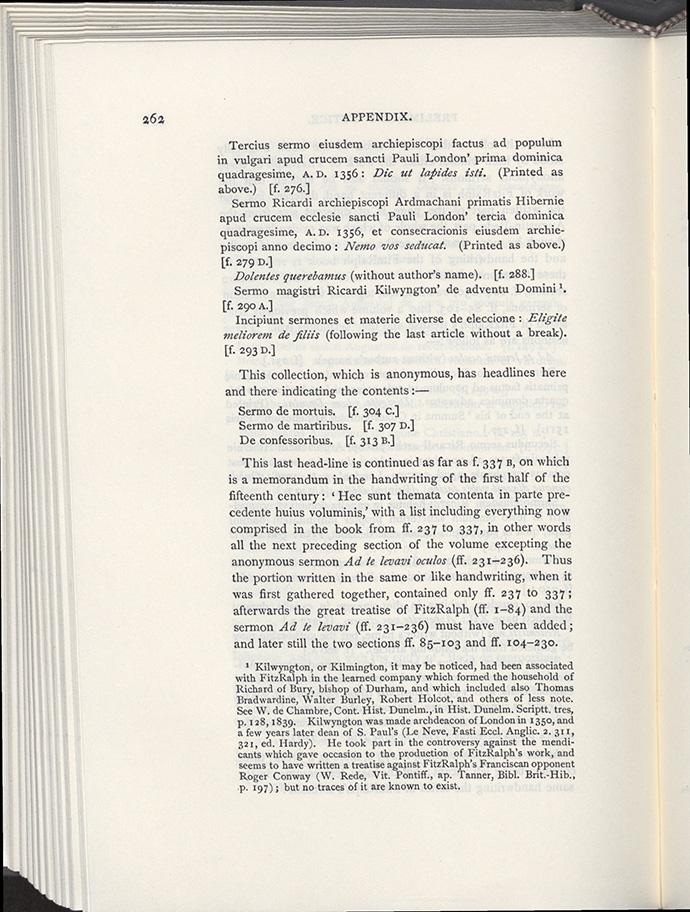 262
APPENDIX.
Tercius sermo eiusdem archiepiscopi factus ad populum
in vulgari apud crucem sancti Pauli London' prima dominica
quadragesime, A. D. 1356 : Dic ut lapides isti. (Printed as
above.) [f. 276.]
Sermo Ricardi archiepiscopi Ardmachani primatis Hibernie
apud crucem ecclesie sancti Pauli London' tercia dominica
quadragesime, A. D. 1356, et consecracionis eiusdem archie-
piscopi anno decimo : Nemo vos seducat. (Printed as above.)
[f. 279 D.]
Dolentes querebamus (without author's name). [f. 288.]
Sermo magistri Ricardi Kilwyngton' de adventu Domini ¹.
[f. 290 A.]
Incipiunt sermones et materie diverse de eleccione : Eligite
meliorem de filiis (following the last article without a break).
[f. 293 D.]
This collection, which is anonymous, has headlines here
and there indicating the contents :—
Sermo de mortuis. [f. 304 C.]
Sermo de martiribus. [f. 307 D.]
De confessoribus. [f. 313 B.]
This last head-line is continued as far as f. 337 B, on which
is a memorandum in the handwriting of the first half of the
fifteenth century : ‘ Hec sunt themata contenta in parte pre-
cedente huius voluminis,’ with a list including everything now
comprised in the book from ff. 237 to 337, in other words
all the next preceding section of the volume excepting the
anonymous sermon Ad te levavi oculos (ff. 231–236). Thus
the portion written in the same or like handwriting, when it
was first gathered together, contained only ff. 237 to 337 ;
afterwards the great treatise of FitzRalph (ff. 1–84) and the
sermon Ad te levavi (ff. 231–236) must have been added ;
and later still the two sections ff. 85–103 and ff. 104–230.
¹ Kilwyngton, or Kilmington, it may be noticed, had been associated
with FitzRalph in the learned company which formed the household of
Richard of Bury, bishop of Durham, and which included also Thomas
Bradwardine, Walter Burley, Robert Holcot, and others of less note.
See W. de Chambre, Cont. Hist. Dunelm., in Hist. Dunelm. Scriptt. tres,
p. 128, 1839. Kilwyngton was made archdeacon of London in 1350, and
a few years later dean of S. Paul's (Le Neve, Fasti Eccl. Anglic. 2. 311,
321, ed. Hardy). He took part in the controversy against the mendi-
cants which gave occasion to the production of FitzRalph's work, and
seems to have written a treatise against FitzRalph's Franciscan opponent
Roger Conway (W. Rede, Vit. Pontiff., ap. Tanner, Bibl. Brit.-Hib.,
p. 197) ; but no traces of it are known to exist.